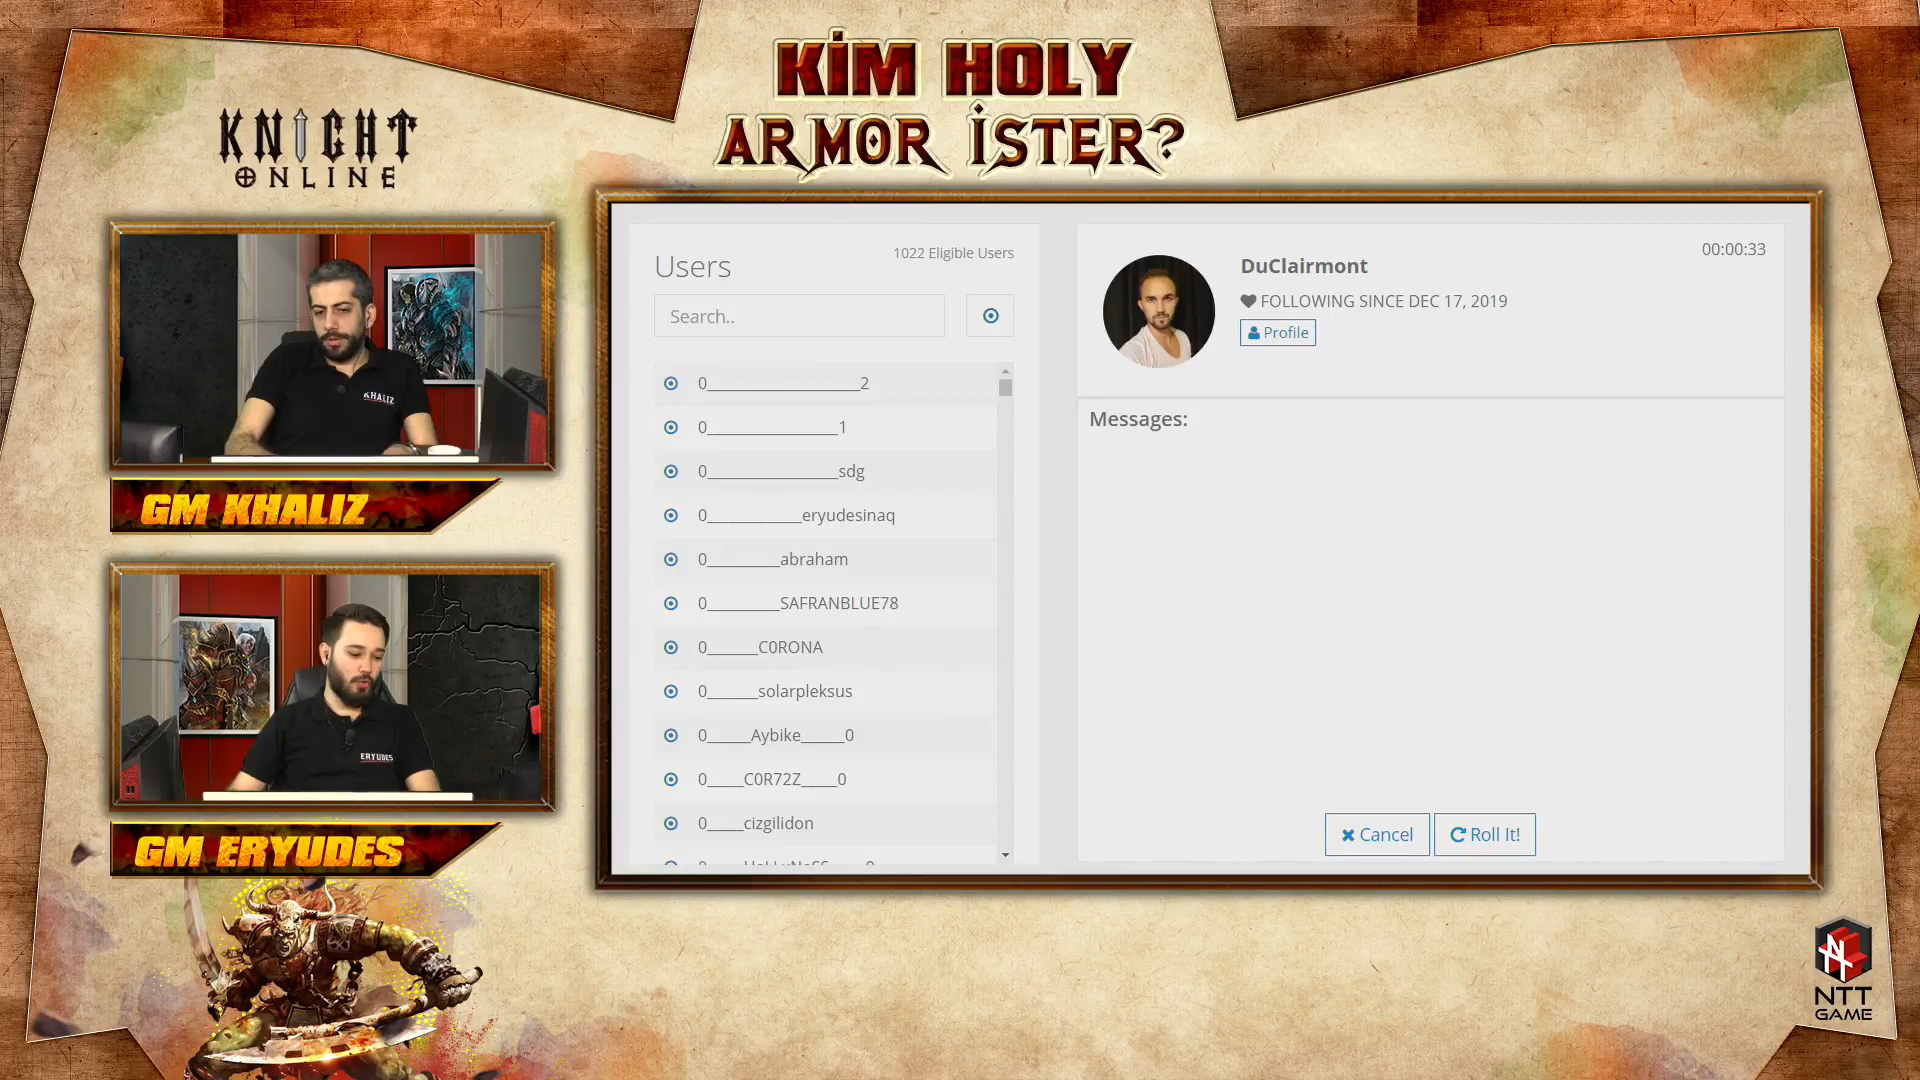 KİM HOLY
ARMOR İSTER?
KNIGHT
ONLINE
GM KHALIZ
KHALIZ
GM ERYUDES
ERYUDES
Users
1022 Eligible Users
Search..
0_________________2
0_______________1
0_______________sdg
0___________eryudesinaq
0________abraham
0________SAFRANBLUE78
0______C0RONA
0______solarpleksus
0_____Aybike_____0
0____C0R72Z____0
0____cizgilidon
DuClairmont
00:00:33
FOLLOWING SINCE DEC 17, 2019
Profile
Messages:
Cancel
Roll It!
NTT
GAME